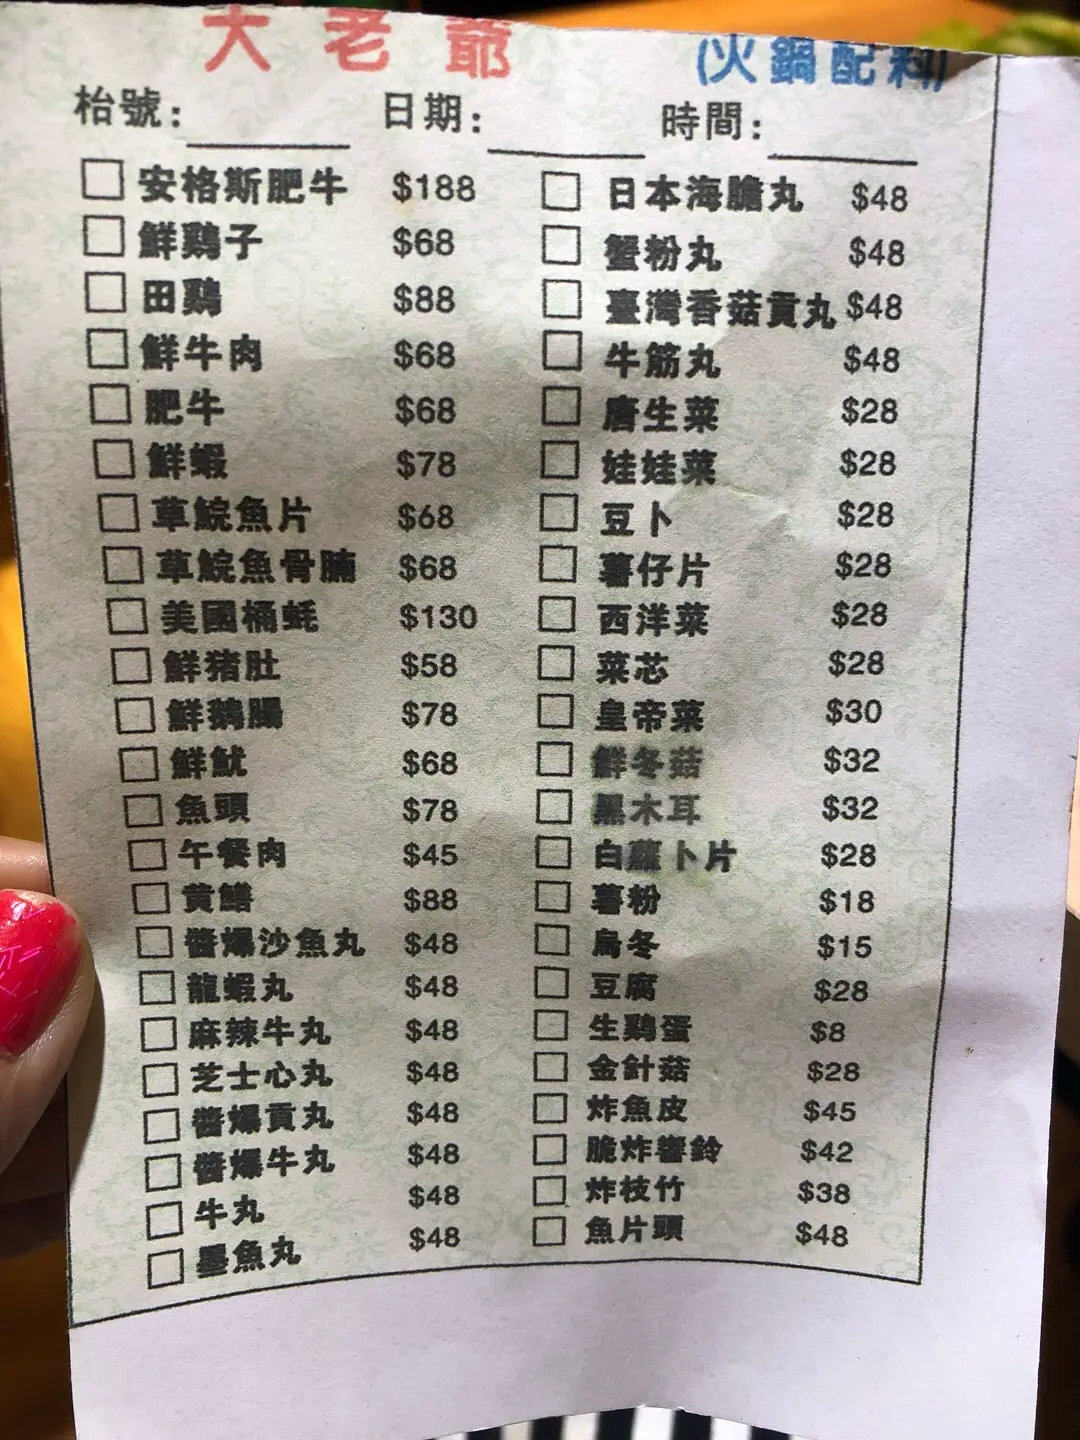 大老爺 (火鍋配料)
枱號: 日期: 時間:
安格斯肥牛 $188
鮮鷄子 $68
田鷄 $88
鮮牛肉 $68
肥牛 $68
鮮蝦 $78
草鯇魚片 $68
草鯇魚骨腩 $68
美國桶蚝 $130
鮮猪肚 $58
鮮鵝腸 $78
鮮魷 $68
魚頭 $78
午餐肉 $45
黄鱔 $88
醬爆沙魚丸 $48
龍蝦丸 $48
麻辣牛丸 $48
芝士心丸 $48
醬爆貢丸 $48
醬爆牛丸 $48
牛丸 $48
墨魚丸 $48
日本海膽丸 $48
蟹粉丸 $48
臺灣香菇貢丸 $48
牛筋丸 $48
唐生菜 $28
娃娃菜 $28
豆卜 $28
薯仔片 $28
西洋菜 $28
菜芯 $28
皇帝菜 $30
鮮冬菇 $32
黑木耳 $32
白蘿卜片 $28
薯粉 $18
烏冬 $15
豆腐 $28
生鷄蛋 $8
金針菇 $28
炸魚皮 $45
脆炸響鈴 $42
炸枝竹 $38
魚片頭 $48